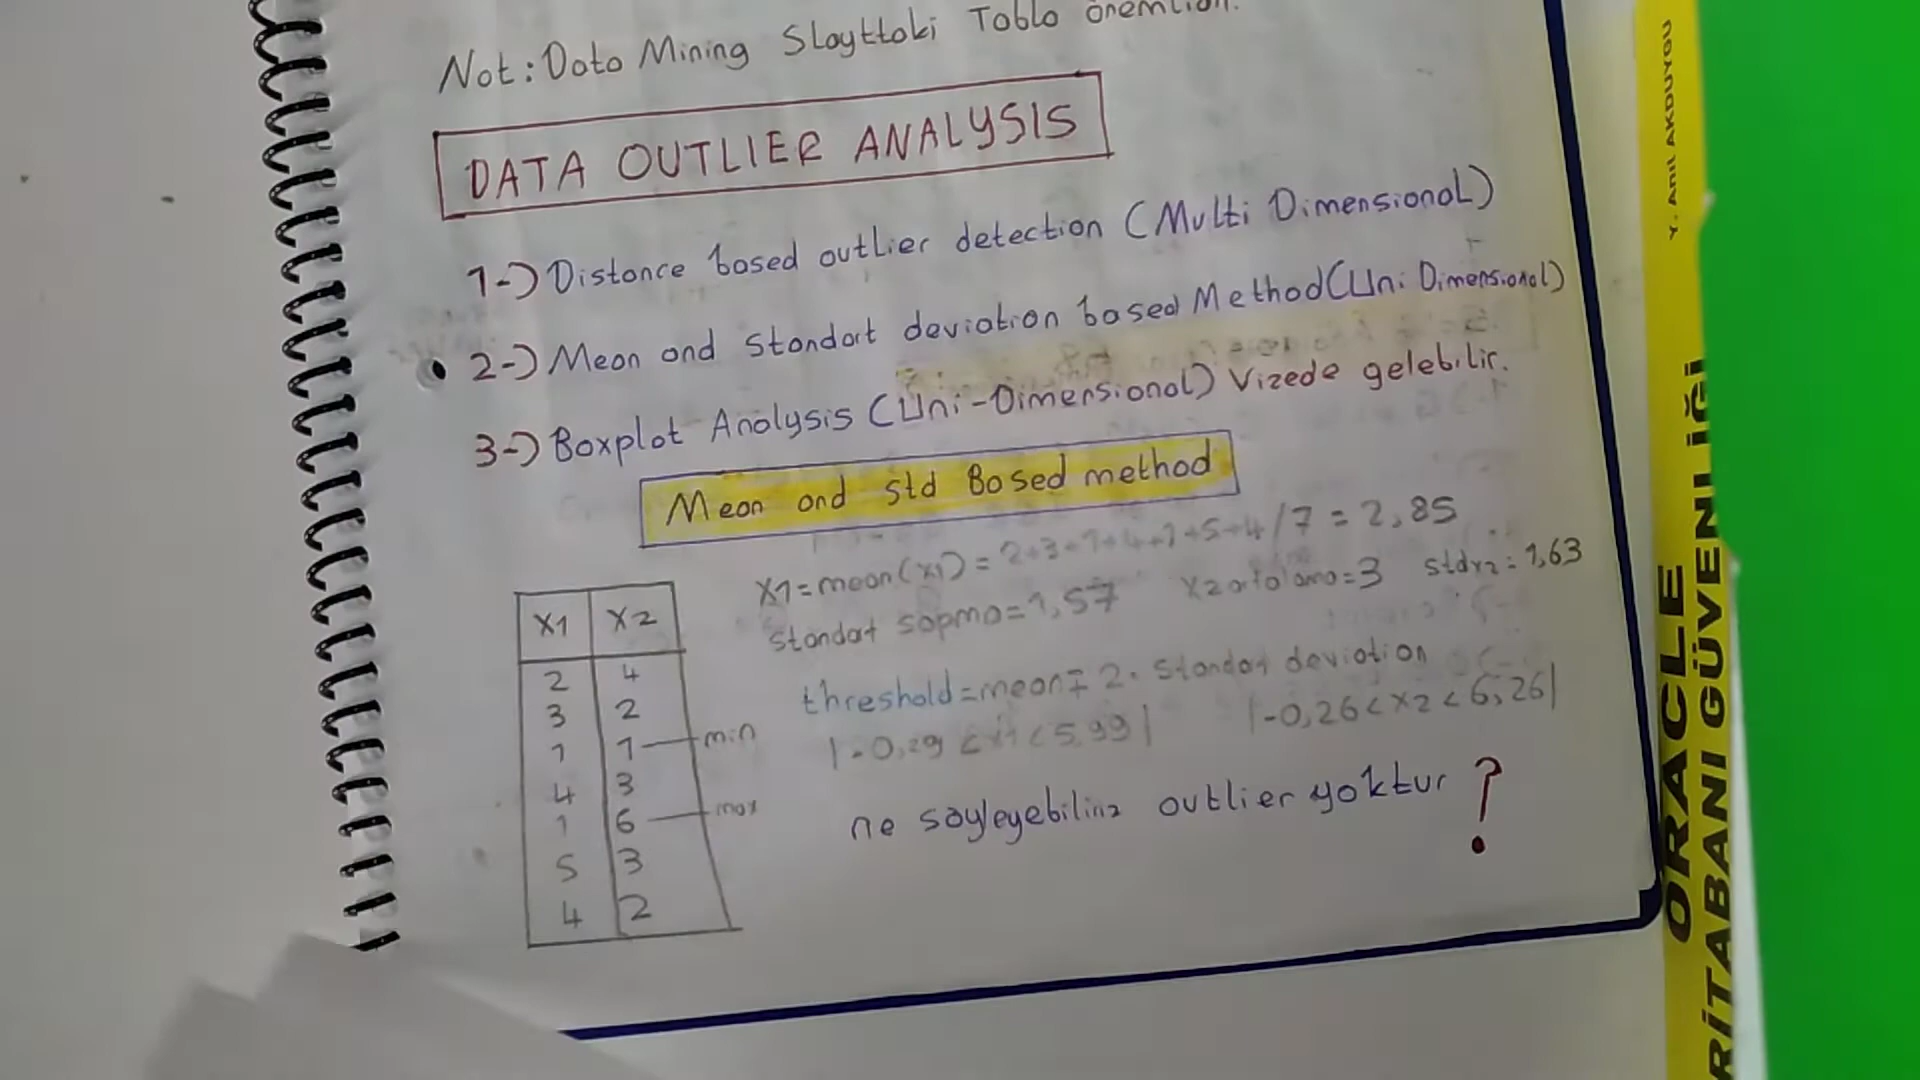 Not: Data Mining Slayttaki Tablo önemlidir.
DATA OUTLIER ANALYSIS
1-) Distance based outlier detection (Multi Dimensional)
2-) Mean and Standart deviation based Method (Uni Dimensional)
3-) Boxplot Analysis (Uni-Dimensional) Vizede gelebilir.
Mean and Std Based method
X1 = mean(x1) = 2+3+1+4+1+5+4/7 = 2,85
standart sapma = 1,57 X2 ortalama = 3 stdx2 = 1,63
threshold = mean ∓ 2. Standart deviation
|-0,29 < x1 < 5,99| |-0,26 < x2 < 6,26|
ne söyleyebiliriz outlier yoktur ?
X1 X2
2 4
3 2
1 1 min
4 3
1 6 max
5 3
4 2
Y. Anıl AKDUYGU
ORACLE
RİTABANI GÜVENLİĞİ